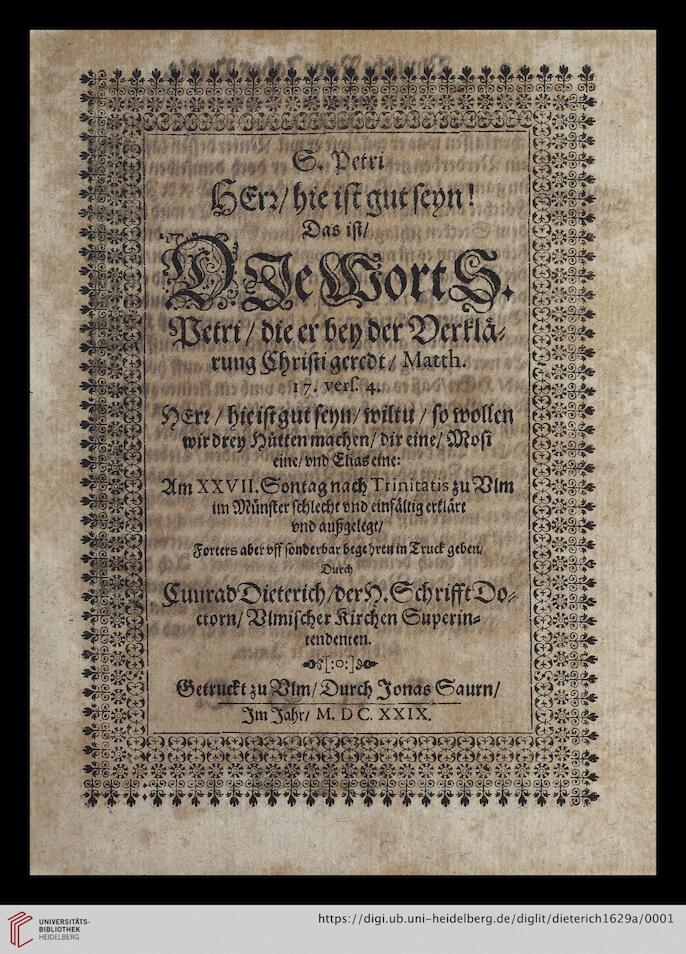 S. Petri
HErr/ hie ist gut seyn!
Das ist/
DJe Wort S.
Petri / die er bey der Verklä-
rung Christi geredt / Matth.
17. vers. 4.
HErr / hie ist gut seyn / wiltu / so wollen
wir drey Hütten machen / dir eine / Mosi
eine / vnd Elias eine:
Am XXVII. Sontag nach Trinitatis zu Vlm
im Münster schlecht vnd einfältig erklärt
vnd außgelegt/
Forters aber vff sonderbar begehren in Truck geben/
Durch
Cunrad Dieterich / der H. Schrifft Do-
ctorn / Vlmischer Kirchen Superin-
tendenten.
[:o:]
Getruckt zu Vlm / Durch Jonas Saurn/
Jm Jahr / M. DC. XXIX.
UNIVERSITÄTS-
BIBLIOTHEK
HEIDELBERG
https://digi.ub.uni-heidelberg.de/diglit/dieterich1629a/0001